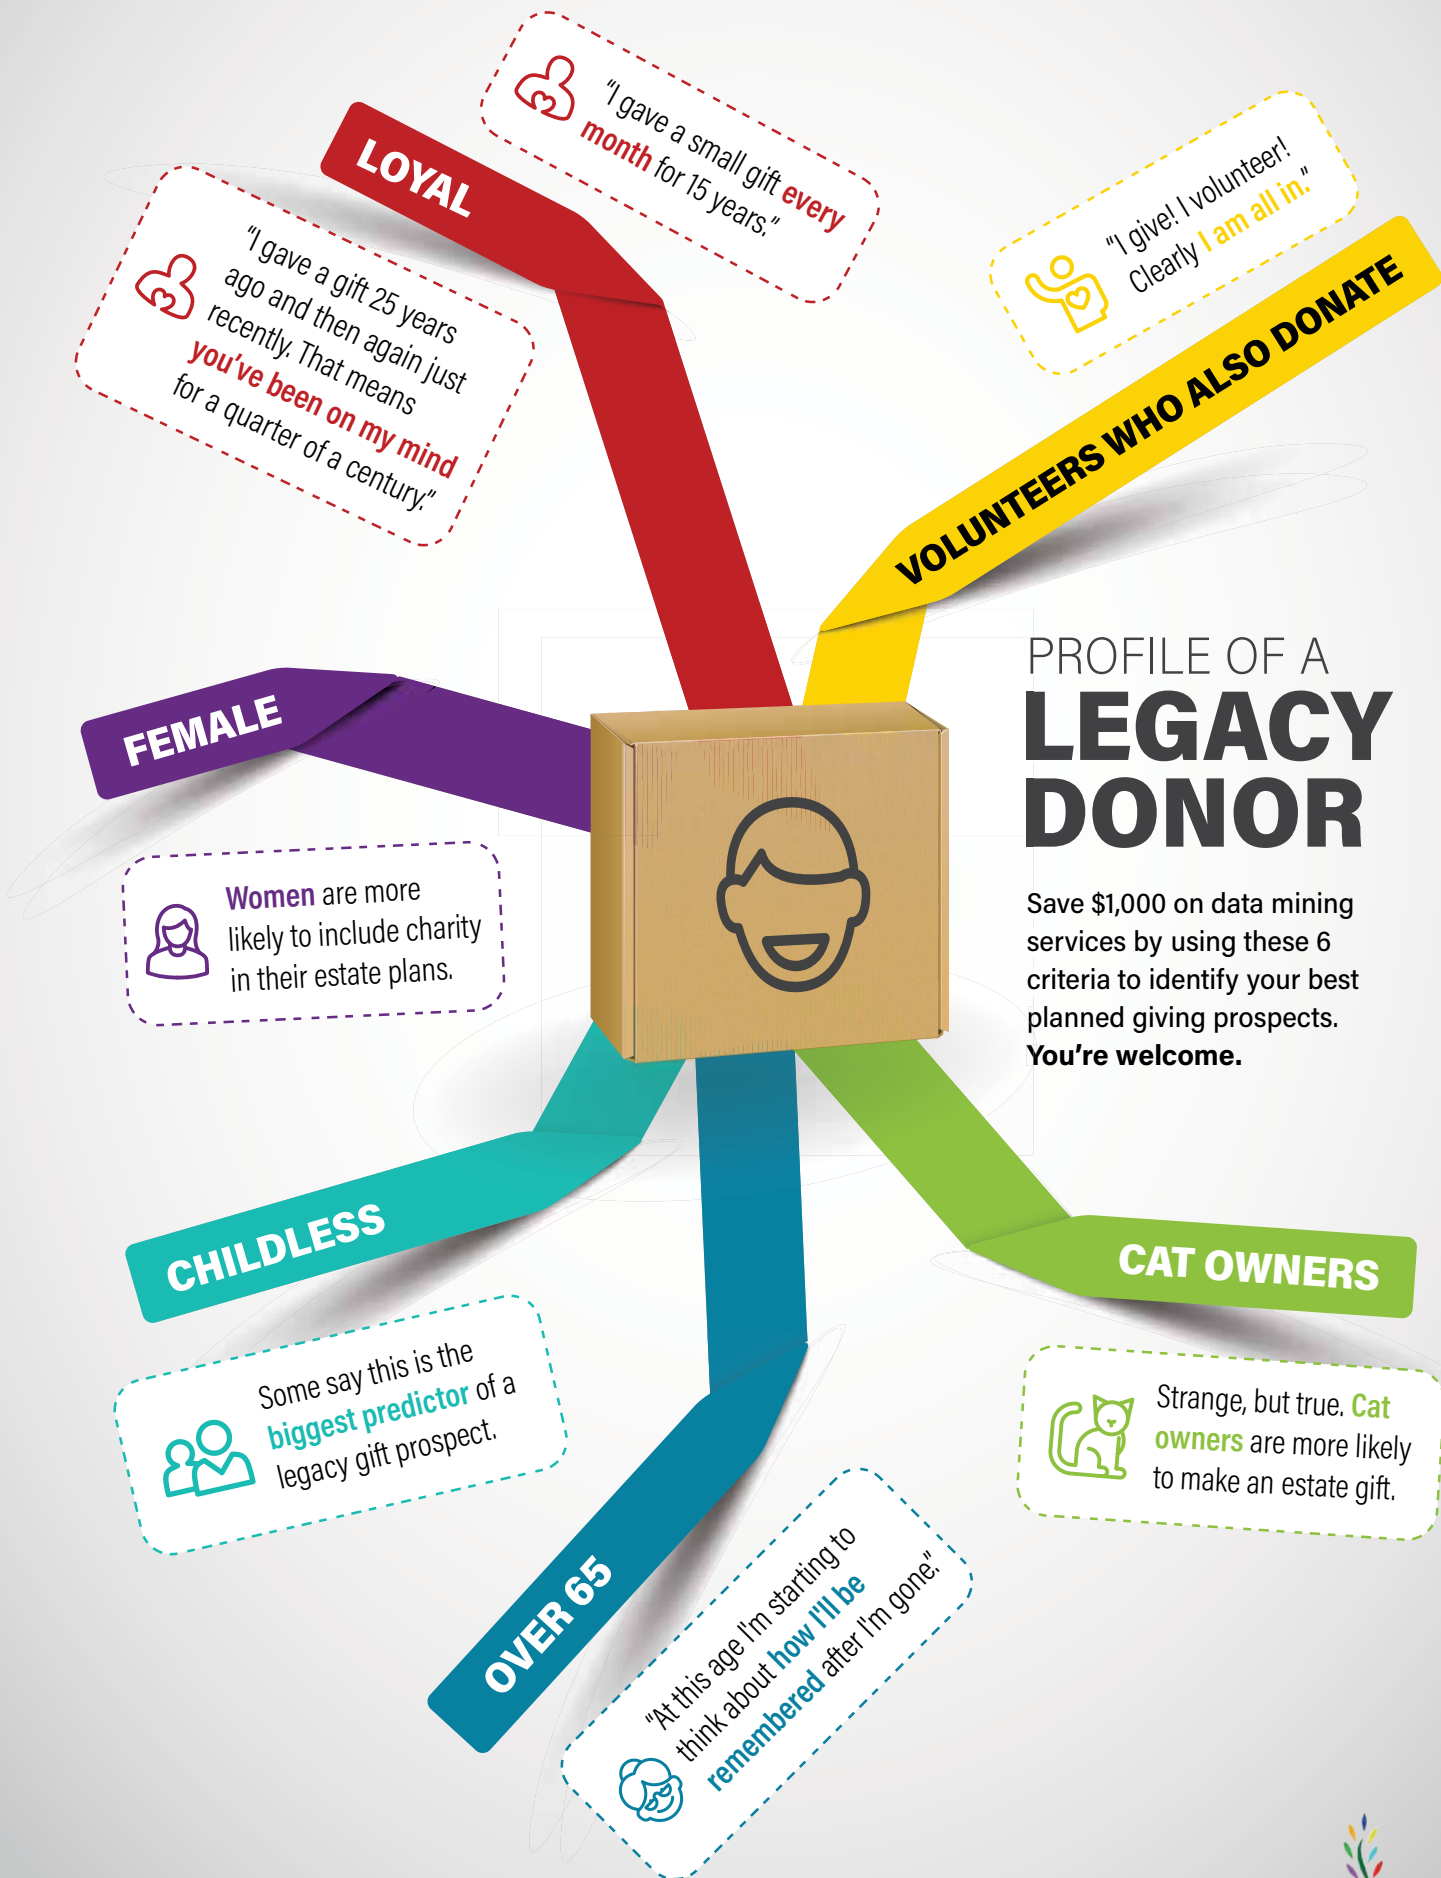 LOYAL
"I gave a small gift every
month for 15 years."
"I gave a gift 25 years
ago and then again just
recently. That means
you've been on my mind
for a quarter of a century."
"I give! I volunteer!
Clearly I am all in."
VOLUNTEERS WHO ALSO DONATE
PROFILE OF A
LEGACY
DONOR
Save $1,000 on data mining
services by using these 6
criteria to identify your best
planned giving prospects.
You're welcome.
FEMALE
Women are more
likely to include charity
in their estate plans.
CHILDLESS
Some say this is the
biggest predictor of a
legacy gift prospect.
CAT OWNERS
Strange, but true. Cat
owners are more likely
to make an estate gift.
OVER 65
"At this age I'm starting to
think about how I'll be
remembered after I'm gone."